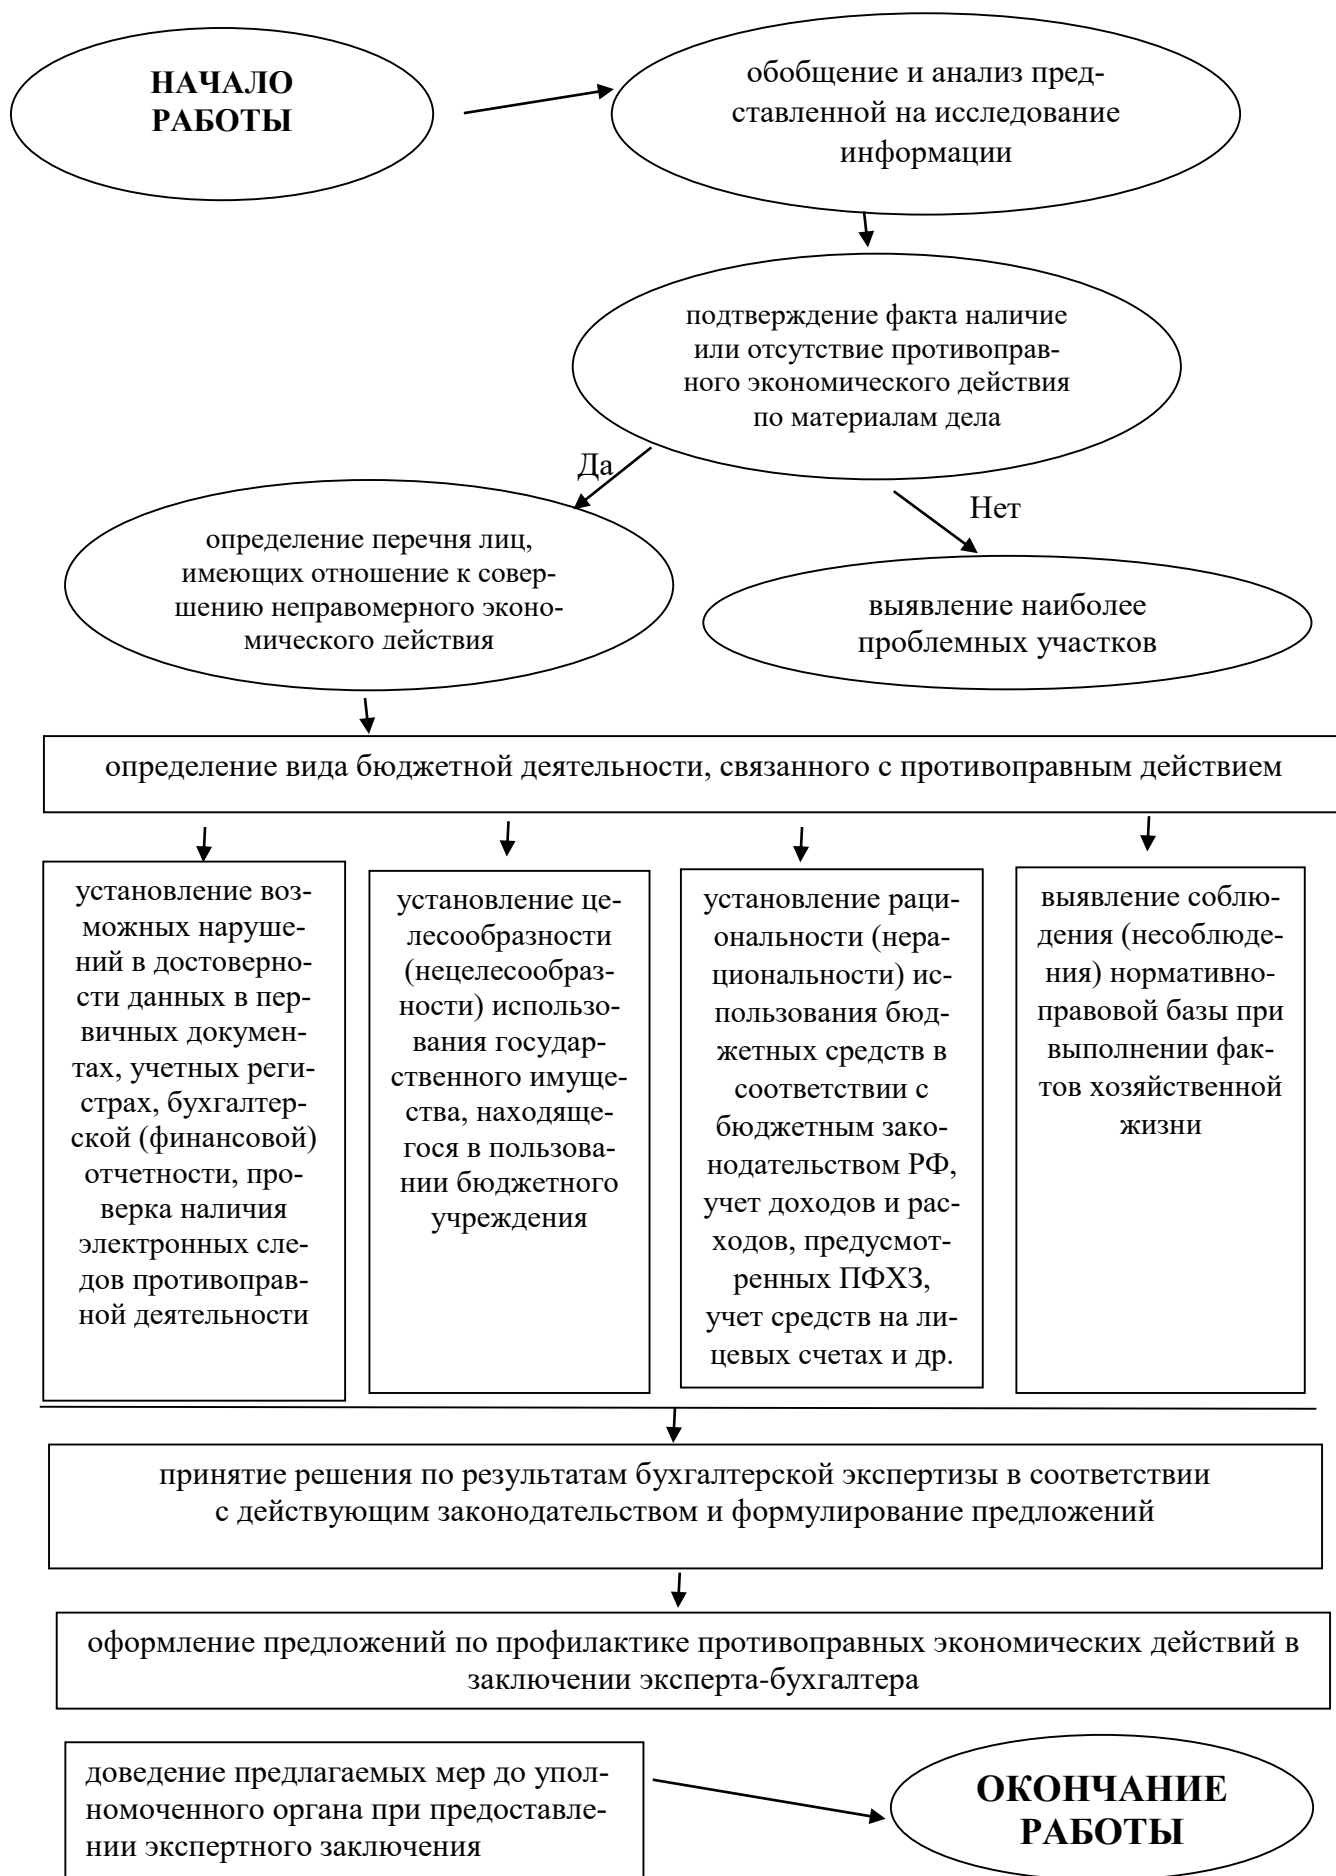 НАЧАЛО
РАБОТЫ
обобщение и анализ пред-
ставленной на исследование
информации
подтверждение факта наличие
или отсутствие противоправ-
ного экономического действия
по материалам дела
Да
Нет
определение перечня лиц,
имеющих отношение к совер-
шению неправомерного эконо-
мического действия
выявление наиболее
проблемных участков
определение вида бюджетной деятельности, связанного с противоправным действием
установление воз-
можных наруше-
ний в достоверно-
сти данных в пер-
вичных докумен-
тах, учетных реги-
страх, бухгалтер-
ской (финансовой)
отчетности, про-
верка наличия
электронных сле-
дов противоправ-
ной деятельности
установление це-
лесообразности
(нецелесообраз-
ности) использо-
вания государ-
ственного имуще-
ства, находяще-
гося в пользова-
нии бюджетного
учреждения
установление раци-
ональности (нера-
циональности) ис-
пользования бюд-
жетных средств в
соответствии с
бюджетным зако-
нодательством РФ,
учет доходов и рас-
ходов, предусмот-
ренных ПФХЗ,
учет средств на ли-
цевых счетах и др.
выявление соблю-
дения (несоблюде-
ния) нормативно-
правовой базы при
выполнении фак-
тов хозяйственной
жизни
принятие решения по результатам бухгалтерской экспертизы в соответствии
с действующим законодательством и формулирование предложений
оформление предложений по профилактике противоправных экономических действий в
заключении эксперта-бухгалтера
доведение предлагаемых мер до упол-
номоченного органа при предоставле-
нии экспертного заключения
ОКОНЧАНИЕ
РАБОТЫ